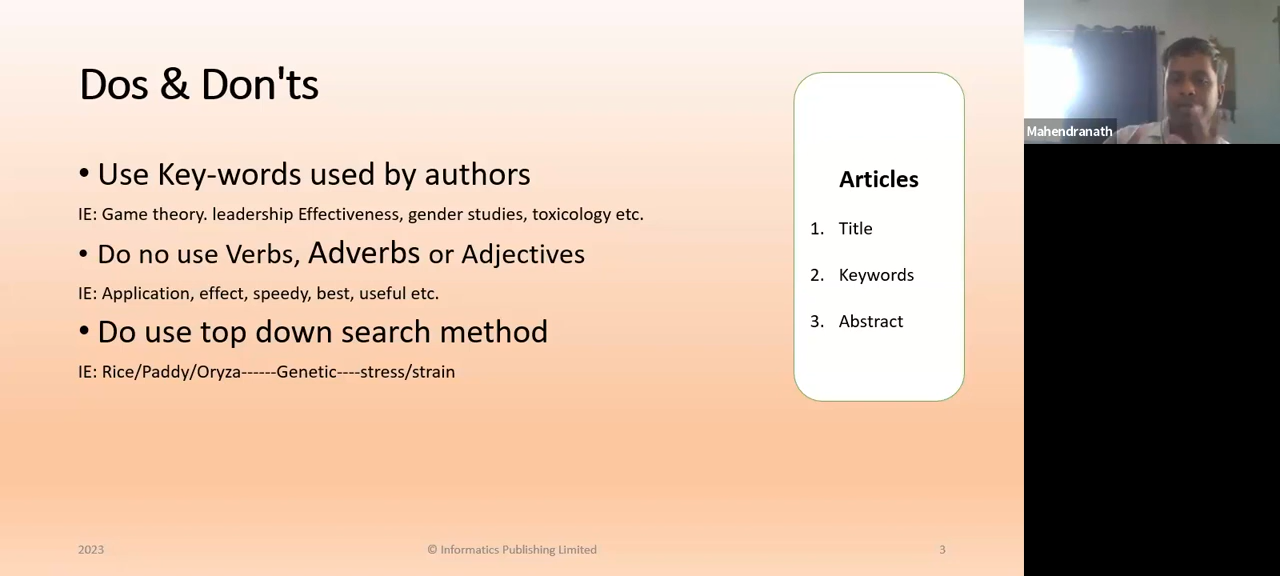 Dos & Don'ts
• Use Key-words used by authors
IE: Game theory. leadership Effectiveness, gender studies, toxicology etc.
• Do no use Verbs, Adverbs or Adjectives
IE: Application, effect, speedy, best, useful etc.
• Do use top down search method
IE: Rice/Paddy/Oryza------Genetic----stress/strain
Articles
1. Title
2. Keywords
3. Abstract
Mahendranath
2023
© Informatics Publishing Limited
3